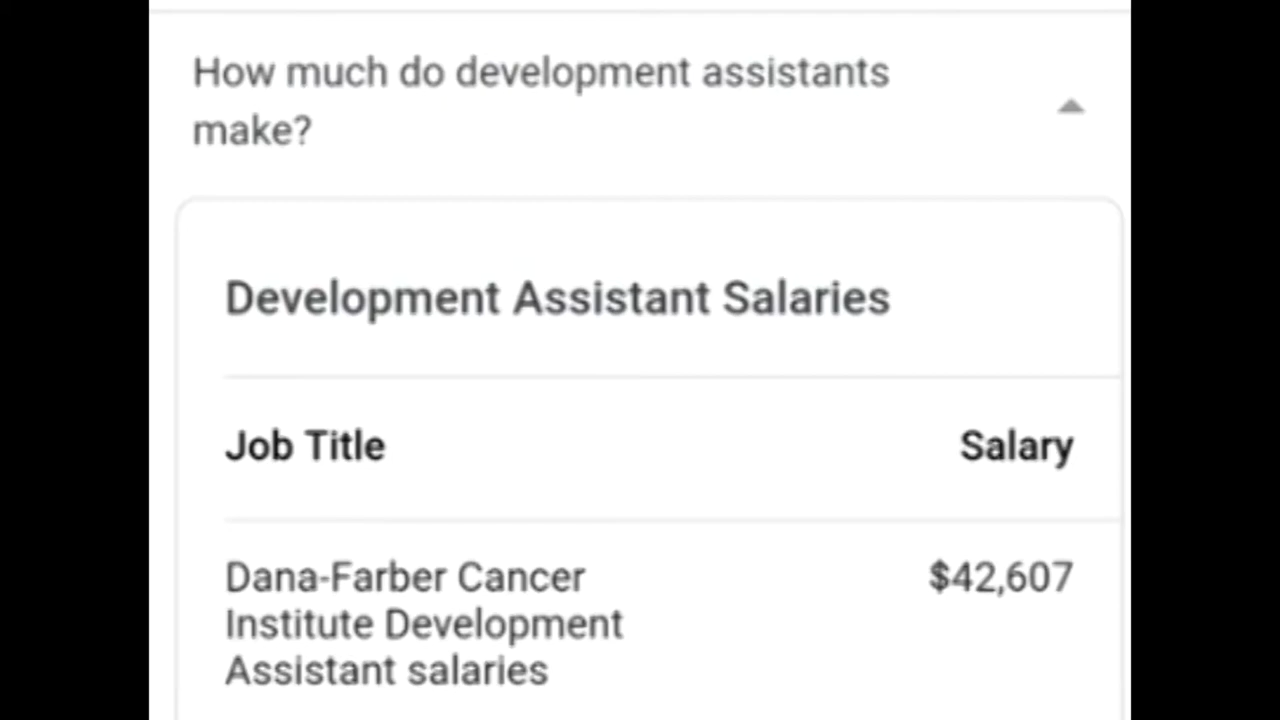 How much do development assistants
make?
Development Assistant Salaries
Job Title Salary
Dana-Farber Cancer $42,607
Institute Development
Assistant salaries